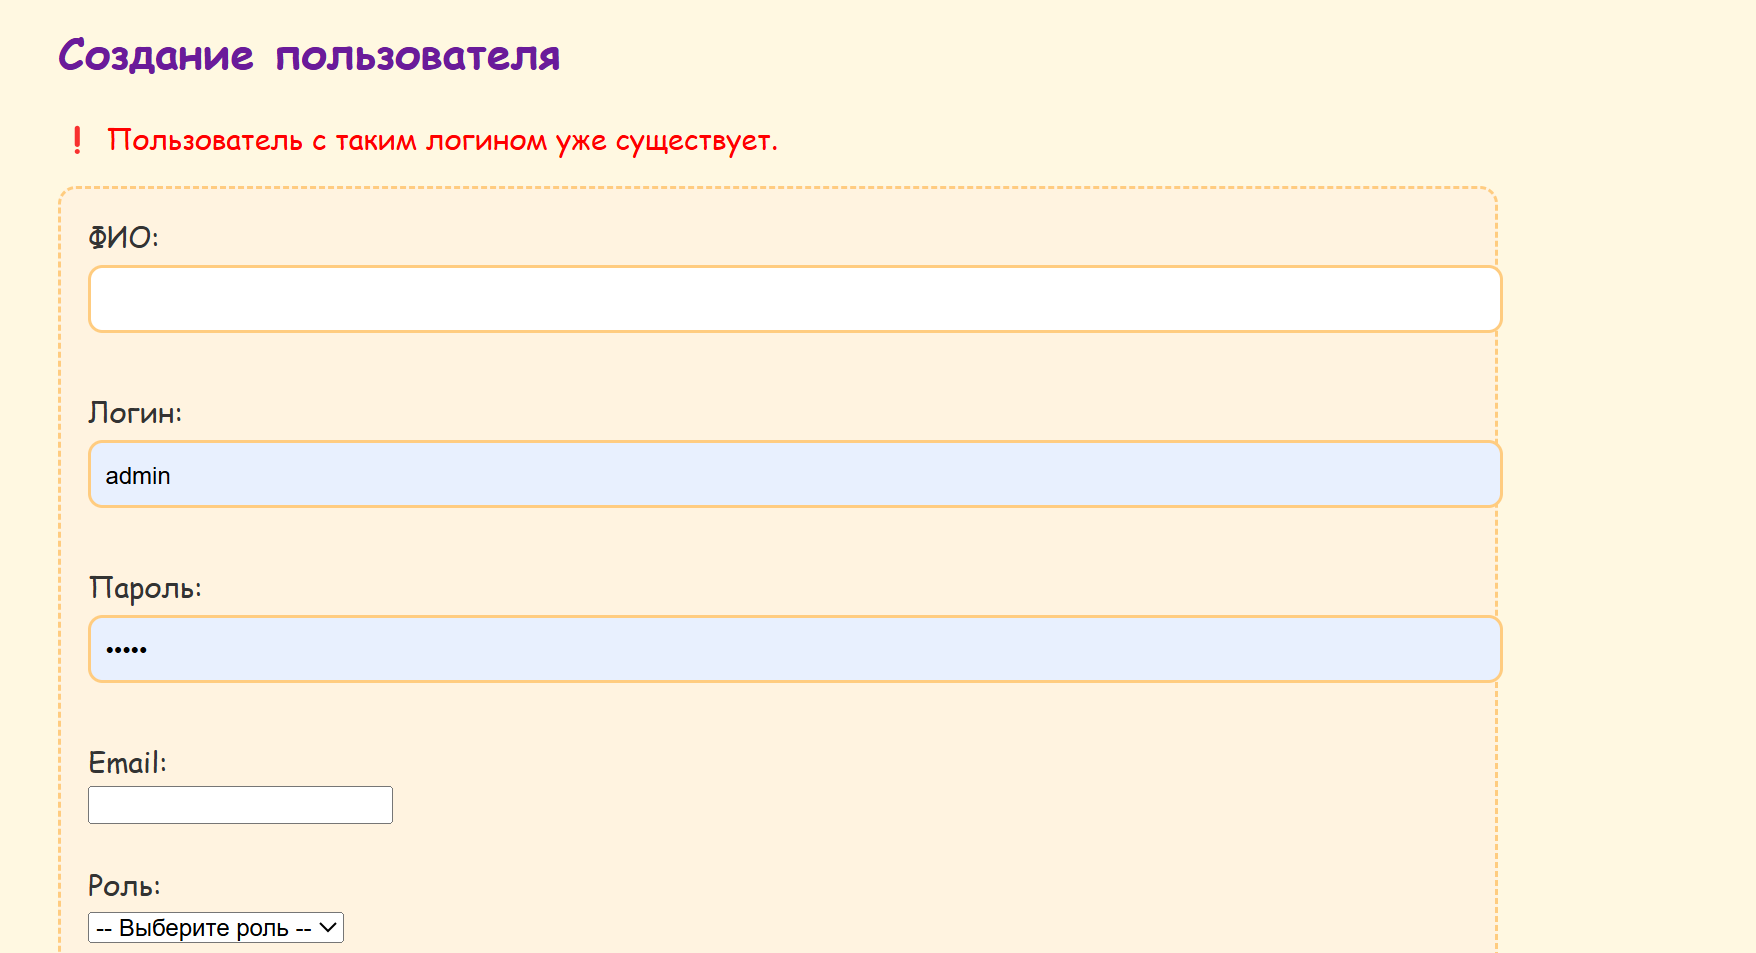 Создание пользователя
❗ Пользователь с таким логином уже существует.
ФИО:
Логин:
admin
Пароль:
•••••
Email:
Роль:
-- Выберите роль --